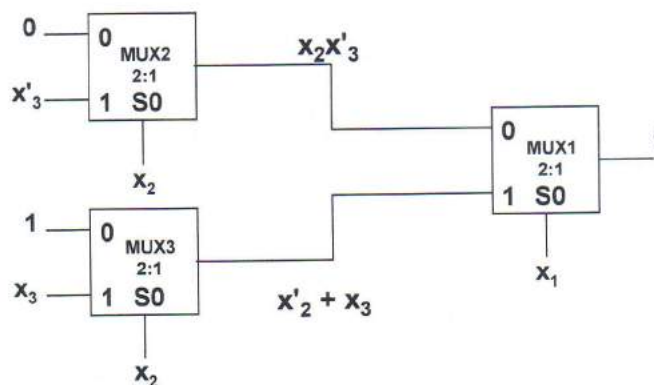 0
0
MUX2
2:1
x'₃
1 S0
x₂
x₂x'₃
0
MUX1
2:1
1 S0
x₁
1
0
MUX3
2:1
x₃
1 S0
x₂
x'₂ + x₃